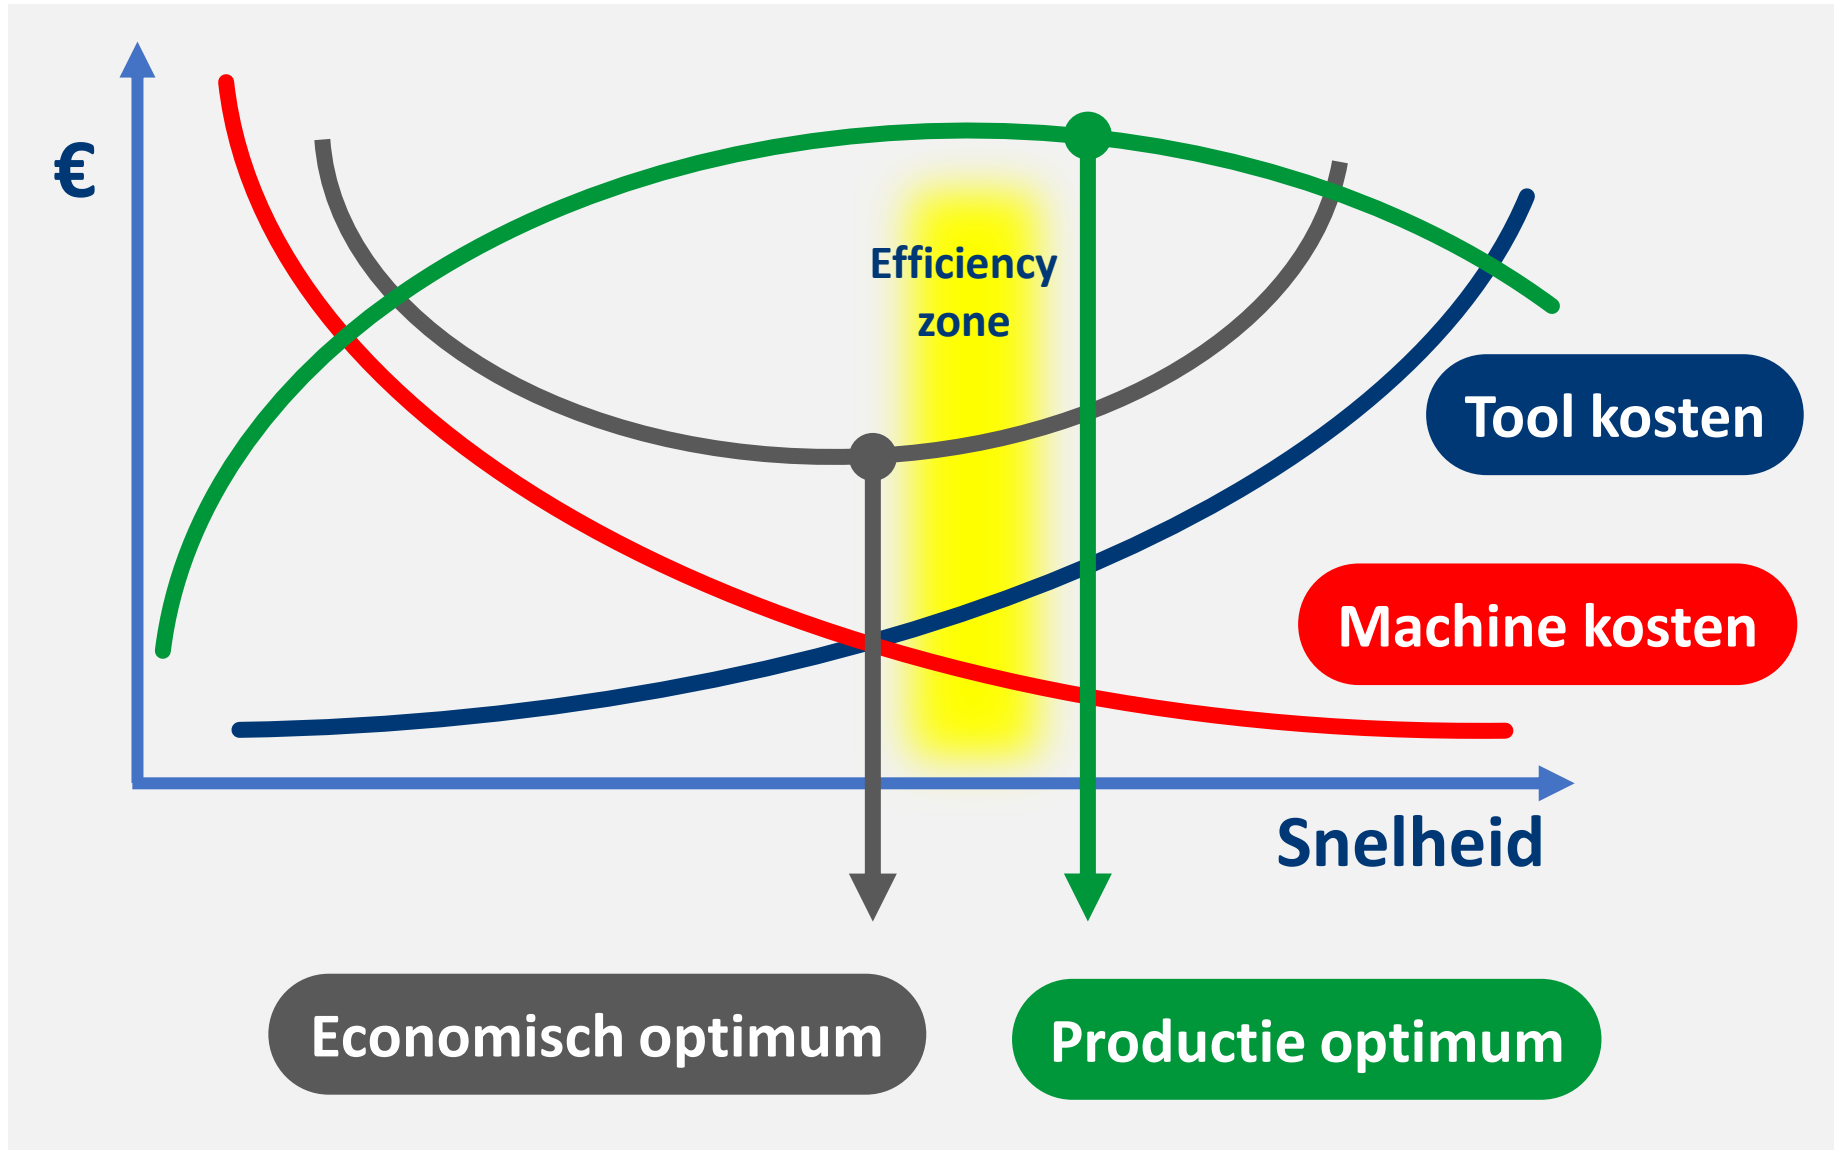 €
Efficiency
zone
Tool kosten
Machine kosten
Snelheid
Economisch optimum
Productie optimum